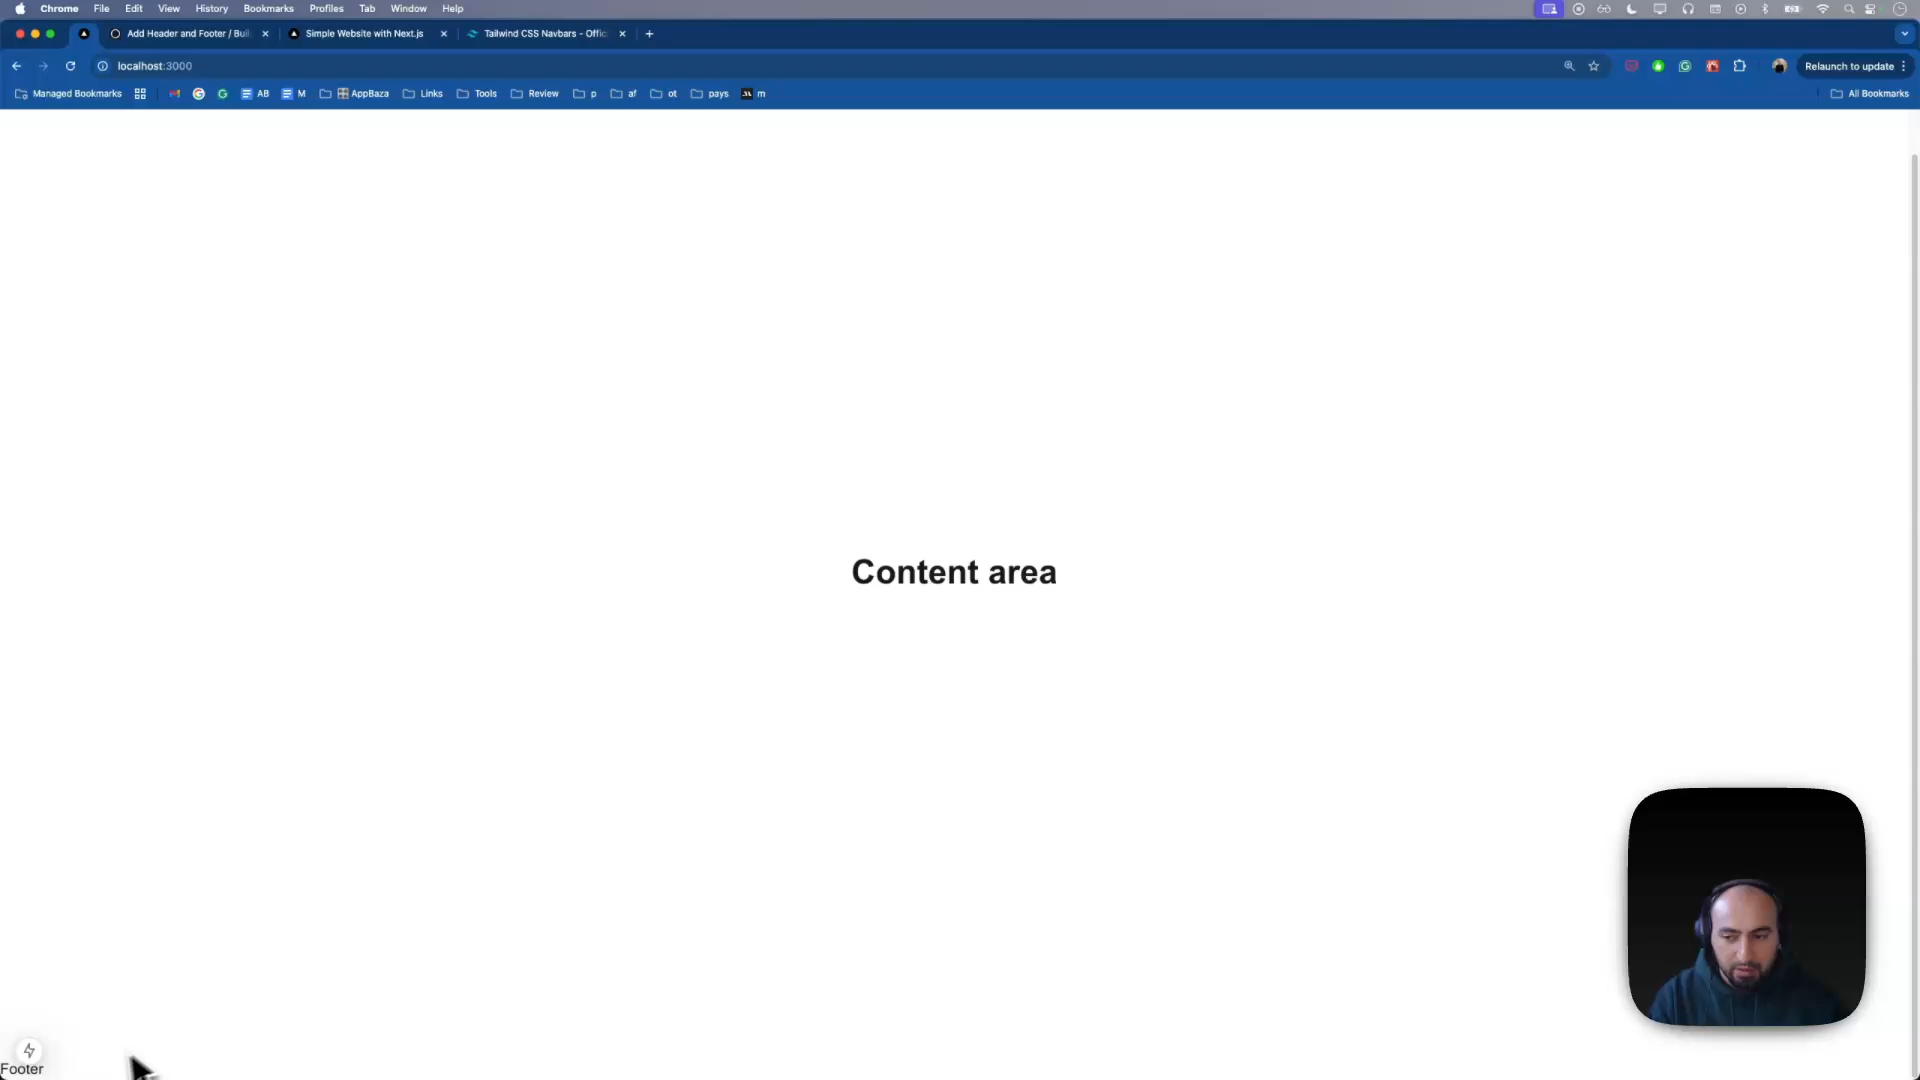 Chrome File Edit View History Bookmarks Profiles Tab Window Help
Add Header and Footer / Buil
Simple Website with Next.js
Tailwind CSS Navbars - Offic
localhost:3000
Relaunch to update
Managed Bookmarks
AB
M
AppBaza
Links
Tools
Review
p
af
ot
pays
m
All Bookmarks
Content area
Footer